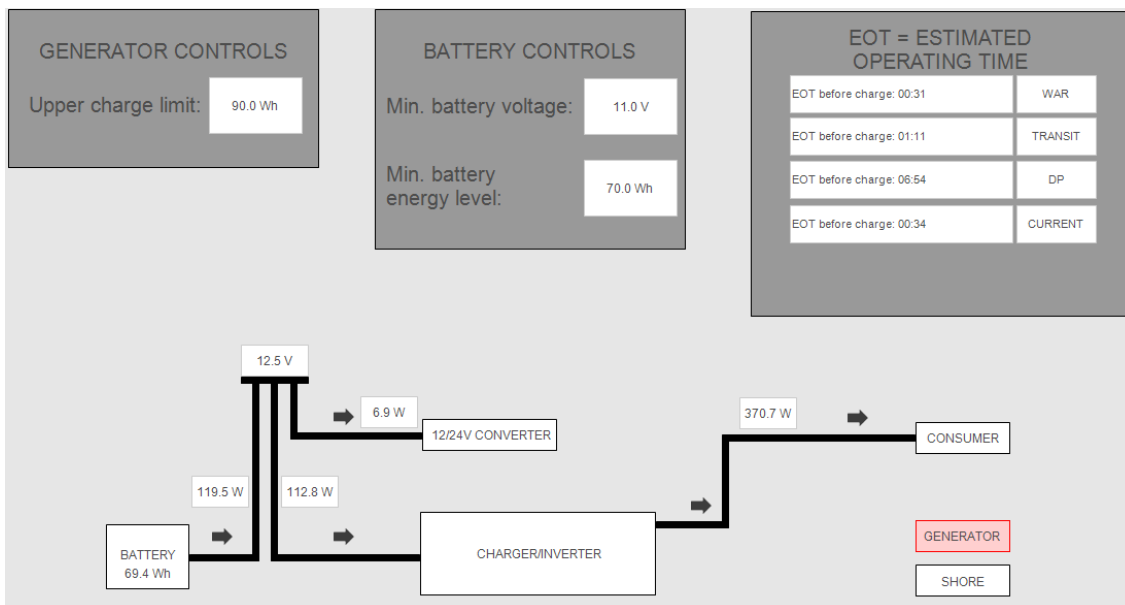 GENERATOR CONTROLS
Upper charge limit:
90.0 Wh
BATTERY CONTROLS
Min. battery voltage:
11.0 V
Min. battery
energy level:
70.0 Wh
EOT = ESTIMATED
OPERATING TIME
EOT before charge: 00:31
WAR
EOT before charge: 01:11
TRANSIT
EOT before charge: 06:54
DP
EOT before charge: 00:34
CURRENT
12.5 V
6.9 W
12/24V CONVERTER
370.7 W
CONSUMER
119.5 W
112.8 W
BATTERY
69.4 Wh
CHARGER/INVERTER
GENERATOR
SHORE